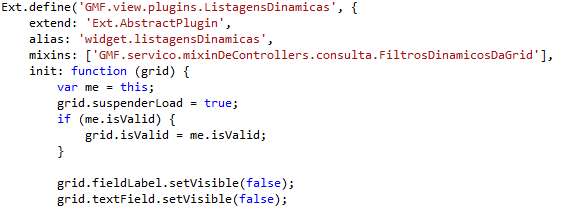 Ext.define('GMF.view.plugins.ListagensDinamicas', {
    extend: 'Ext.AbstractPlugin',
    alias: 'widget.listagensDinamicas',
    mixins: ['GMF.servico.mixinDeControllers.consulta.FiltrosDinamicosDaGrid'],
    init: function (grid) {
        var me = this;
        grid.suspenderLoad = true;
        if (me.isValid) {
            grid.isValid = me.isValid;
        }

        grid.fieldLabel.setVisible(false);
        grid.textField.setVisible(false);